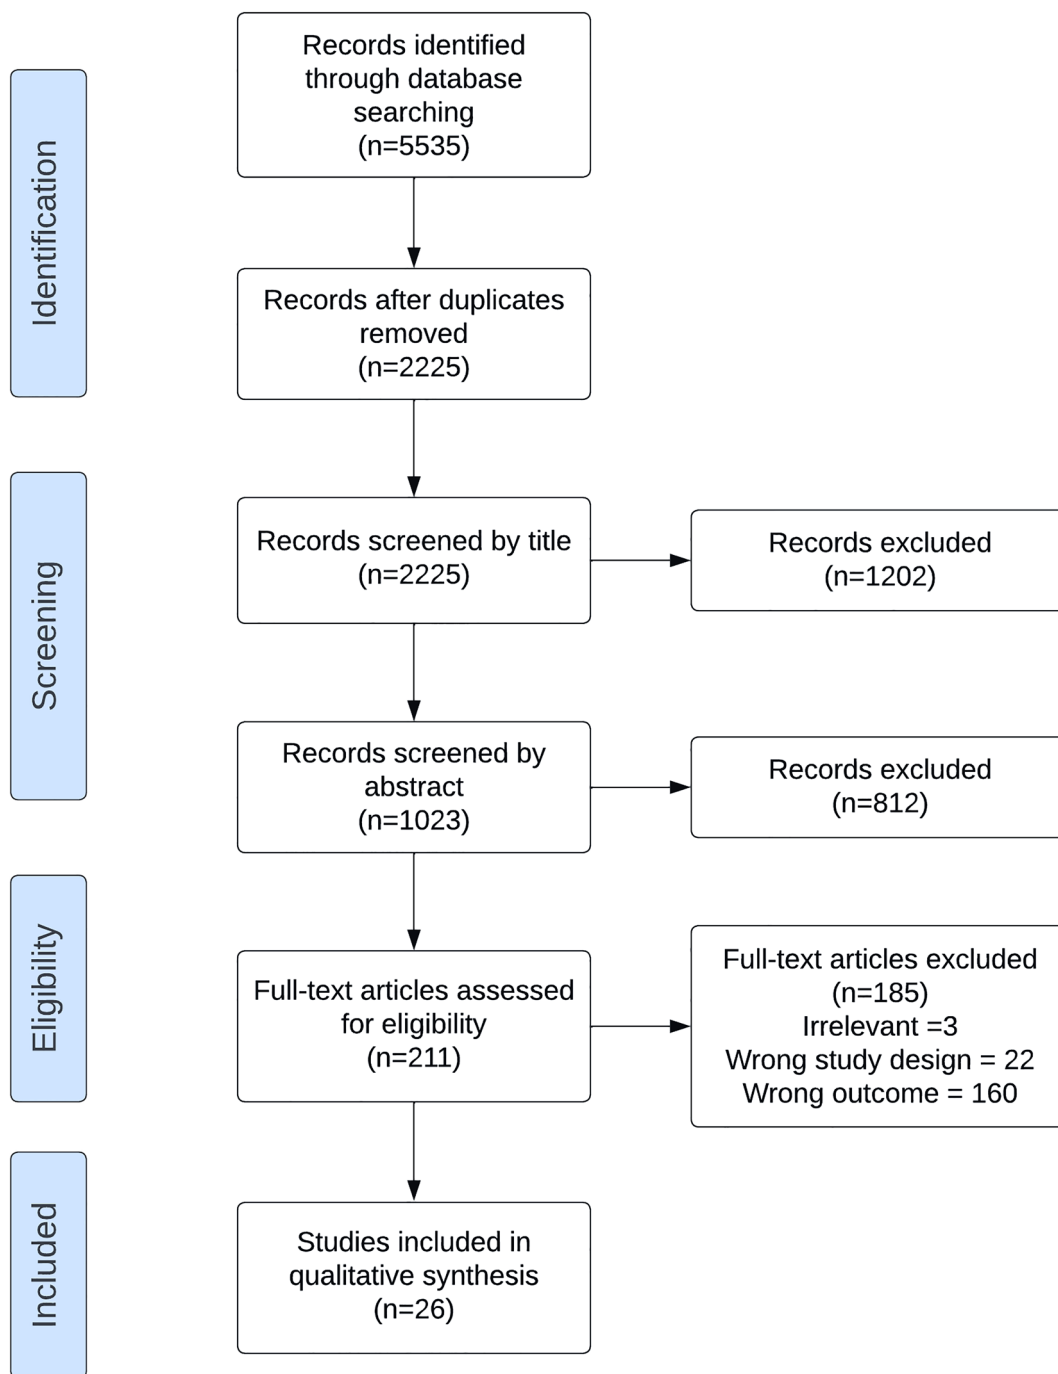 Identification
Records identified
through database
searching
(n=5535)
Records after duplicates
removed
(n=2225)
Screening
Records screened by title
(n=2225)
Records excluded
(n=1202)
Records screened by
abstract
(n=1023)
Records excluded
(n=812)
Eligibility
Full-text articles assessed
for eligibility
(n=211)
Full-text articles excluded
(n=185)
Irrelevant =3
Wrong study design = 22
Wrong outcome = 160
Included
Studies included in
qualitative synthesis
(n=26)